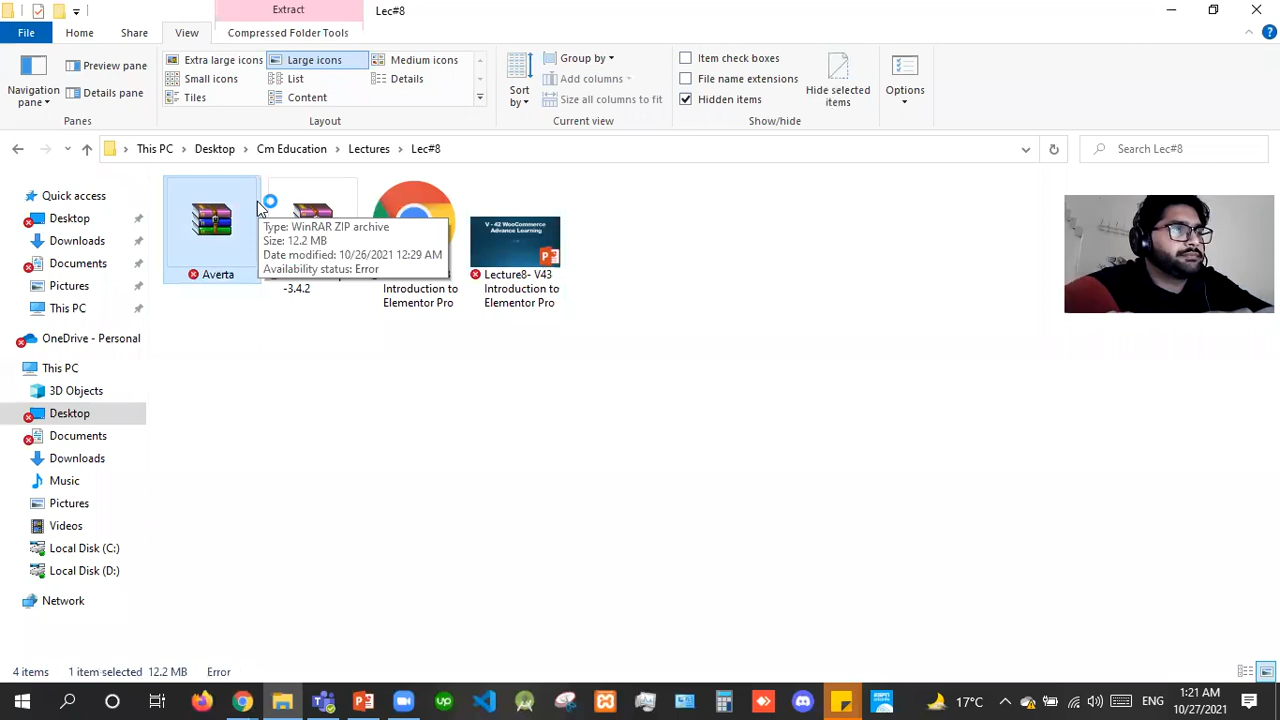 Extract
Lec#8
File
Home
Share
View
Compressed Folder Tools
Navigation pane
Preview pane
Details pane
Panes
Extra large icons
Large icons
Medium icons
Small icons
List
Details
Tiles
Content
Layout
Sort by
Group by
Add columns
Size all columns to fit
Current view
Item check boxes
File name extensions
Hidden items
Hide selected items
Show/hide
Options
This PC > Desktop > Cm Education > Lectures > Lec#8
Search Lec#8
Quick access
Desktop
Downloads
Documents
Pictures
This PC
OneDrive - Personal
This PC
3D Objects
Desktop
Documents
Downloads
Music
Pictures
Videos
Local Disk (C:)
Local Disk (D:)
Network
Averta
Type: WinRAR ZIP archive
Size: 12.2 MB
Date modified: 10/26/2021 12:29 AM
Availability status: Error
-3.4.2
Introduction to
Elementor Pro
V - 42 WooCommerce
Advance Learning
Lecture8- V43
Introduction to
Elementor Pro
4 items
1 item selected 12.2 MB
Error
17°C
ENG
1:21 AM
10/27/2021